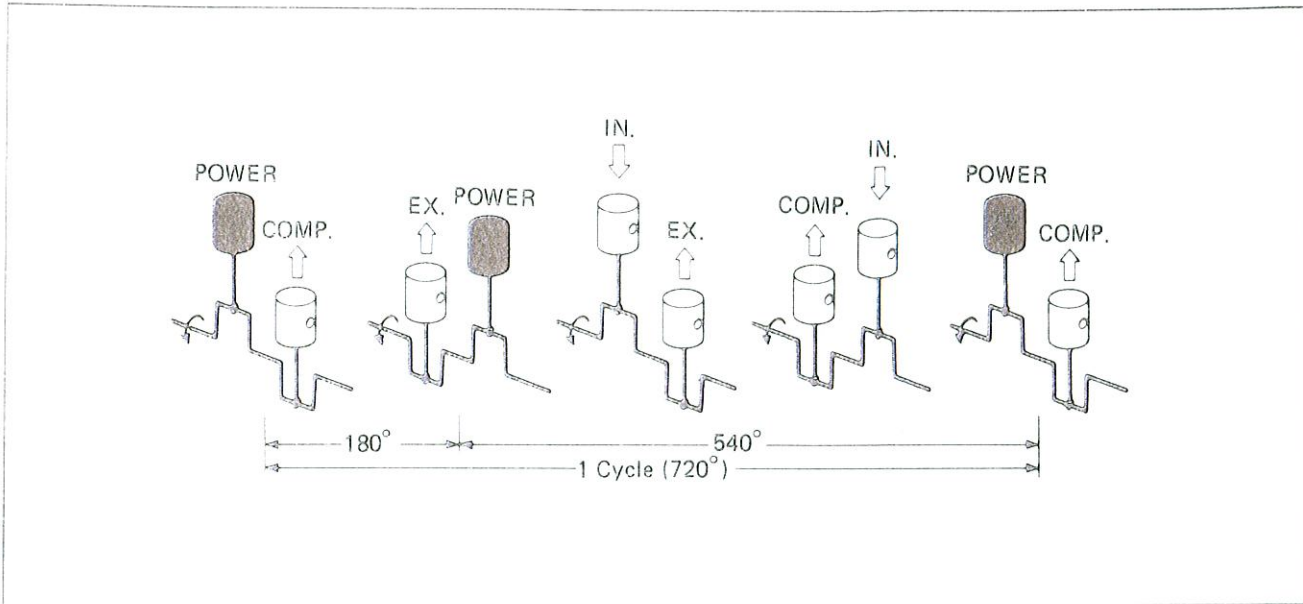 POWER
COMP.
EX.
POWER
IN.
EX.
COMP.
IN.
POWER
COMP.
180°
540°
1 Cycle (720°)